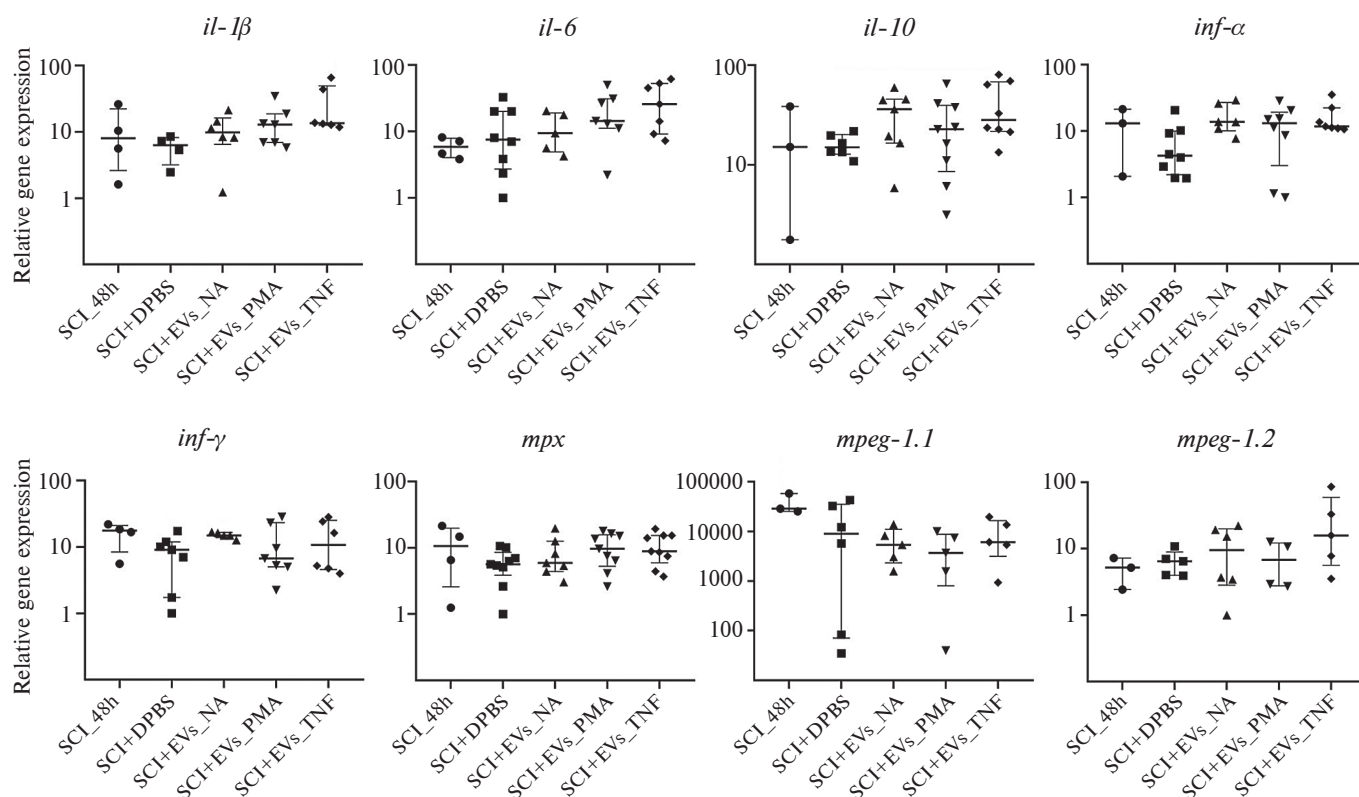 il-1β
il-6
il-10
inf-α
Relative gene expression
100
10
1
100
10
1
100
10
100
10
1
SCI_48h
SCI+DPBS
SCI+EVs_NA
SCI+EVs_PMA
SCI+EVs_TNF
SCI_48h
SCI+DPBS
SCI+EVs_NA
SCI+EVs_PMA
SCI+EVs_TNF
SCI_48h
SCI+DPBS
SCI+EVs_NA
SCI+EVs_PMA
SCI+EVs_TNF
SCI_48h
SCI+DPBS
SCI+EVs_NA
SCI+EVs_PMA
SCI+EVs_TNF
inf-γ
mpx
mpeg-1.1
mpeg-1.2
Relative gene expression
100
10
1
100
10
1
100000
10000
1000
100
100
10
1
SCI_48h
SCI+DPBS
SCI+EVs_NA
SCI+EVs_PMA
SCI+EVs_TNF
SCI_48h
SCI+DPBS
SCI+EVs_NA
SCI+EVs_PMA
SCI+EVs_TNF
SCI_48h
SCI+DPBS
SCI+EVs_NA
SCI+EVs_PMA
SCI+EVs_TNF
SCI_48h
SCI+DPBS
SCI+EVs_NA
SCI+EVs_PMA
SCI+EVs_TNF